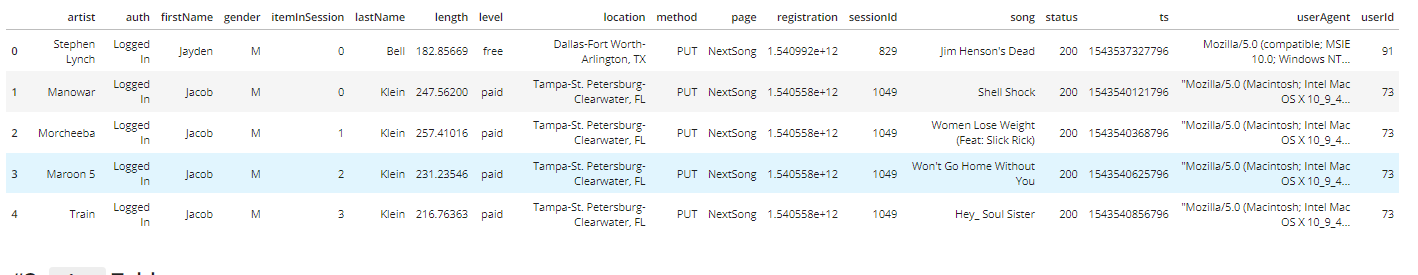 artist auth firstName gender itemInSession lastName length level location method page registration sessionId song status ts userAgent userId
0 Stephen Lynch Logged In Jayden M 0 Bell 182.85669 free Dallas-Fort Worth-Arlington, TX PUT NextSong 1.540992e+12 829 Jim Henson's Dead 200 1543537327796 Mozilla/5.0 (compatible; MSIE 10.0; Windows NT... 91
1 Manowar Logged In Jacob M 0 Klein 247.56200 paid Tampa-St. Petersburg-Clearwater, FL PUT NextSong 1.540558e+12 1049 Shell Shock 200 1543540121796 "Mozilla/5.0 (Macintosh; Intel Mac OS X 10_9_4... 73
2 Morcheeba Logged In Jacob M 1 Klein 257.41016 paid Tampa-St. Petersburg-Clearwater, FL PUT NextSong 1.540558e+12 1049 Women Lose Weight (Feat: Slick Rick) 200 1543540368796 "Mozilla/5.0 (Macintosh; Intel Mac OS X 10_9_4... 73
3 Maroon 5 Logged In Jacob M 2 Klein 231.23546 paid Tampa-St. Petersburg-Clearwater, FL PUT NextSong 1.540558e+12 1049 Won't Go Home Without You 200 1543540625796 "Mozilla/5.0 (Macintosh; Intel Mac OS X 10_9_4... 73
4 Train Logged In Jacob M 3 Klein 216.76363 paid Tampa-St. Petersburg-Clearwater, FL PUT NextSong 1.540558e+12 1049 Hey_ Soul Sister 200 1543540856796 "Mozilla/5.0 (Macintosh; Intel Mac OS X 10_9_4... 73